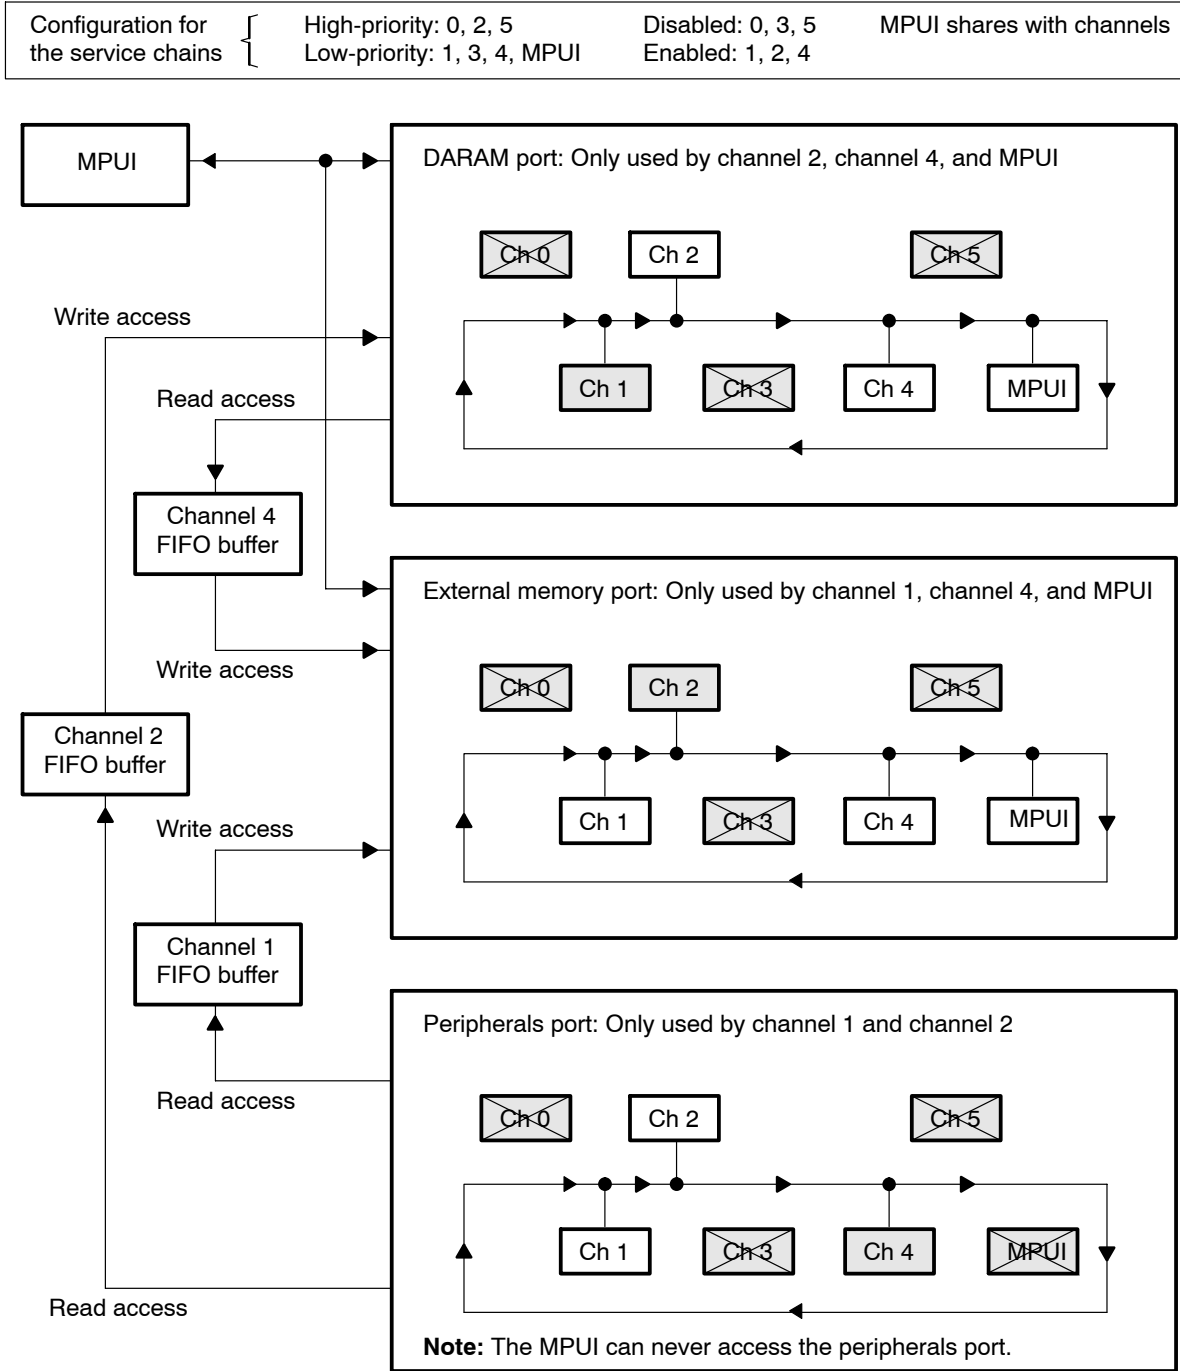 Configuration for
the service chains
High-priority: 0, 2, 5
Low-priority: 1, 3, 4, MPUI
Disabled: 0, 3, 5
Enabled: 1, 2, 4
MPUI shares with channels
MPUI
DARAM port: Only used by channel 2, channel 4, and MPUI
Ch 0
Ch 2
Ch 5
Write access
Ch 1
Ch 3
Ch 4
MPUI
Read access
Channel 4
FIFO buffer
External memory port: Only used by channel 1, channel 4, and MPUI
Write access
Ch 0
Ch 2
Ch 5
Channel 2
FIFO buffer
Ch 1
Ch 3
Ch 4
MPUI
Write access
Channel 1
FIFO buffer
Peripherals port: Only used by channel 1 and channel 2
Read access
Ch 0
Ch 2
Ch 5
Ch 1
Ch 3
Ch 4
MPUI
Read access
Note: The MPUI can never access the peripherals port.